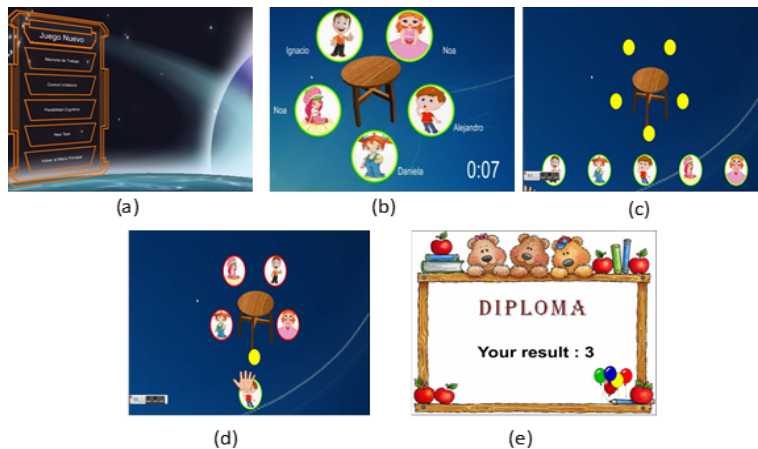 Juego Nuevo
Memoria de Trabajo
Control Inhibitorio
Flexibilidad Cognitiva
New Task
Volver al Menú Principal
(a)
Ignacio
Noa
Noa
Alejandro
Daniela
0:07
(b)
(c)
(d)
DIPLOMA
Your result : 3
(e)